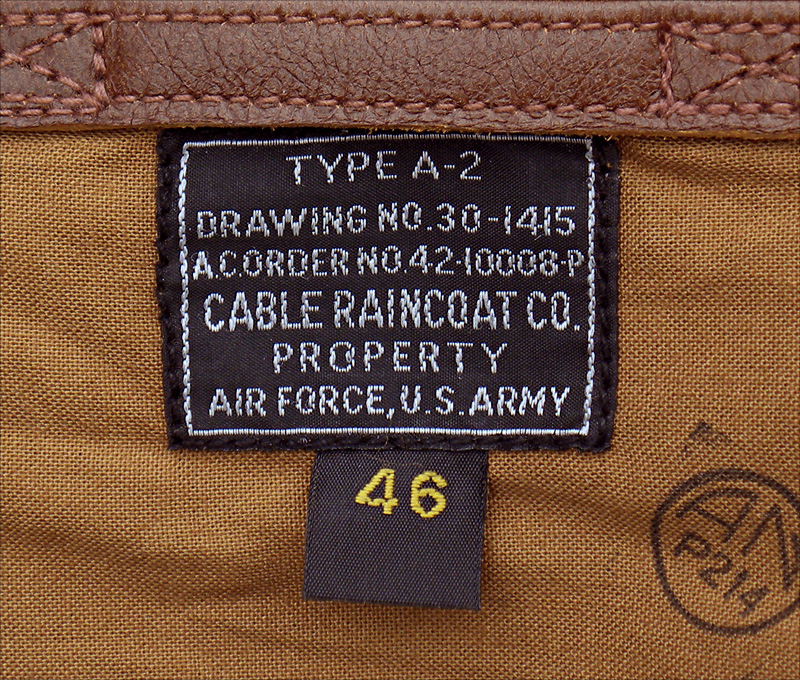 TYPE A-2
DRAWING NO. 30-1415
A.C. ORDER NO. 42-10008-P
CABLE RAINCOAT CO.
PROPERTY
AIR FORCE, U.S. ARMY
46
AN
P214